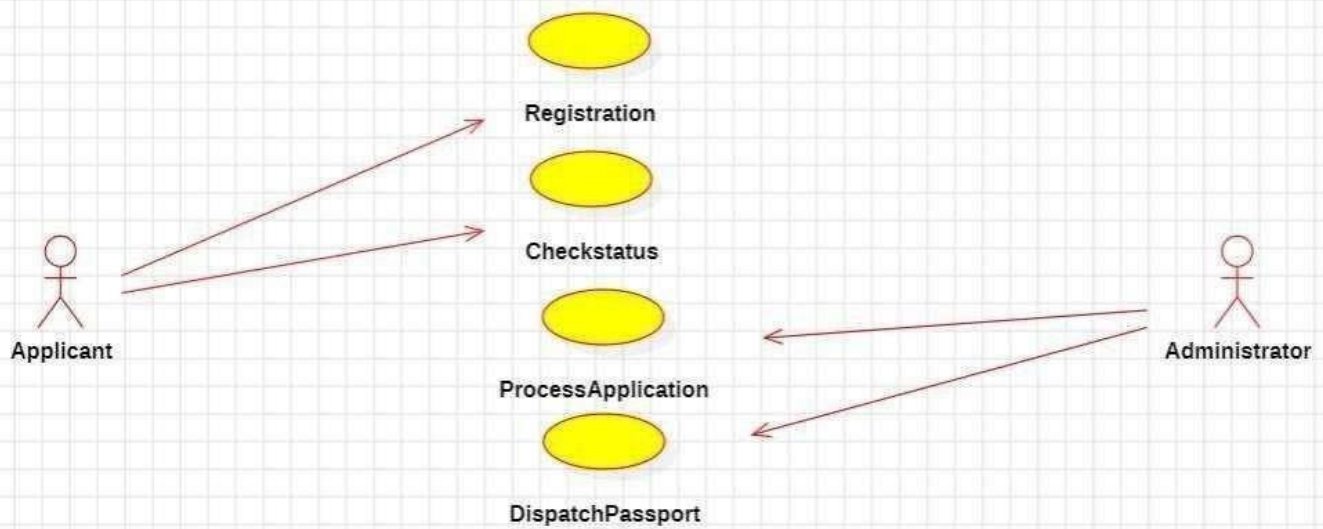 Registration
Checkstatus
Applicant
Administrator
ProcessApplication
DispatchPassport